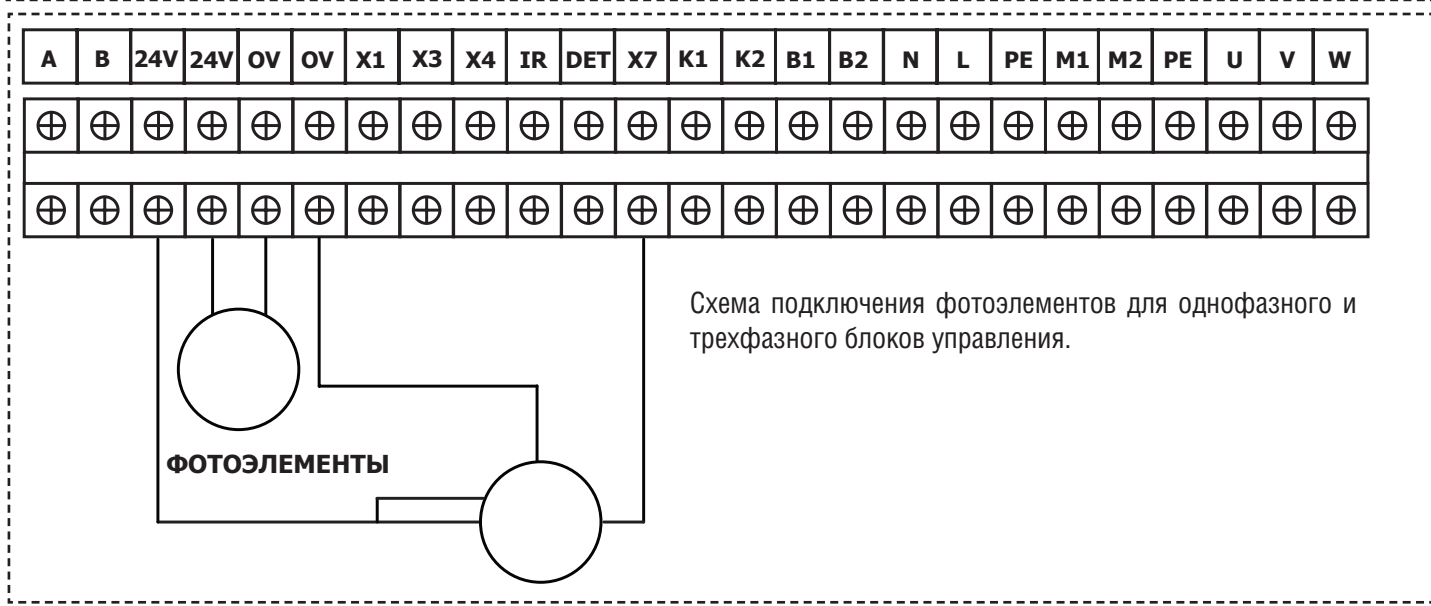 A B 24V 24V OV OV X1 X3 X4 IR DET X7 K1 K2 B1 B2 N L PE M1 M2 PE U V W
Схема подключения фотоэлементов для однофазного и
трехфазного блоков управления.
ФОТОЭЛЕМЕНТЫ